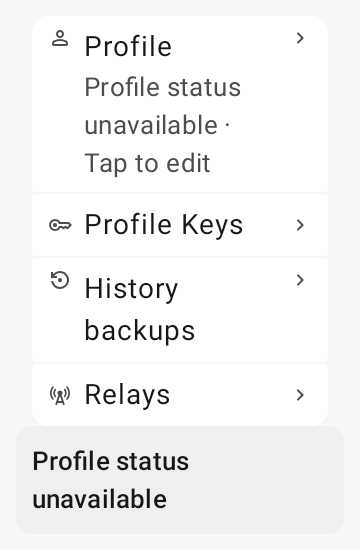 Profile
Profile status
unavailable ·
Tap to edit
Profile Keys
History
backups
Relays
Profile status
unavailable